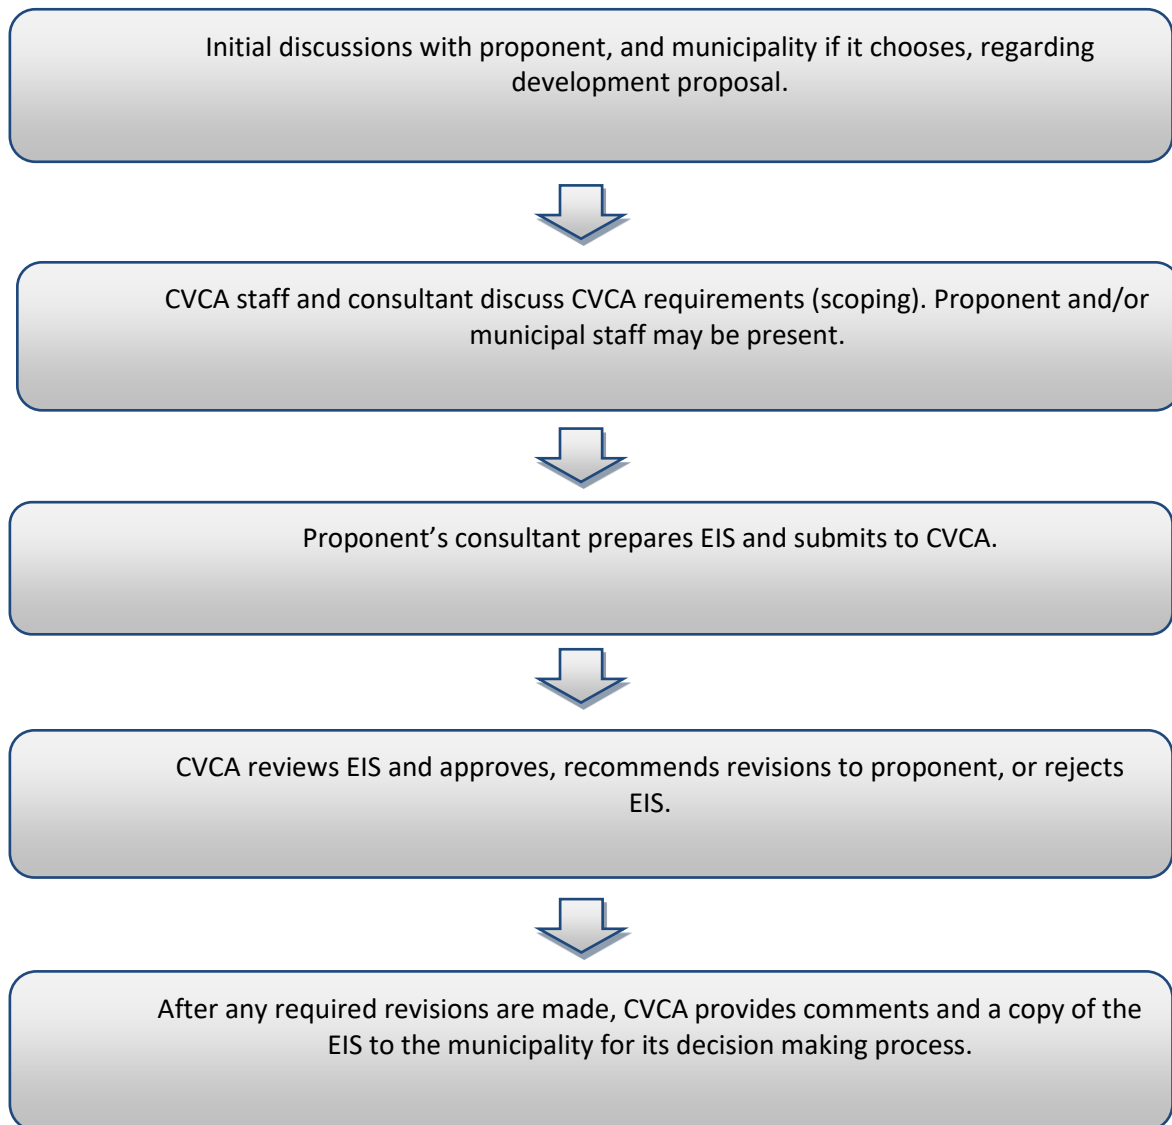 Initial discussions with proponent, and municipality if it chooses, regarding
development proposal.
CVCA staff and consultant discuss CVCA requirements (scoping). Proponent and/or
municipal staff may be present.
Proponent’s consultant prepares EIS and submits to CVCA.
CVCA reviews EIS and approves, recommends revisions to proponent, or rejects
EIS.
After any required revisions are made, CVCA provides comments and a copy of the
EIS to the municipality for its decision making process.